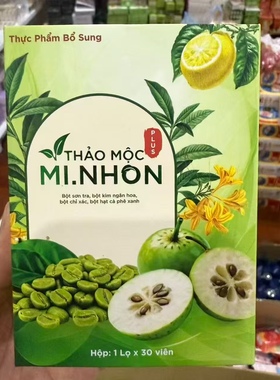 Thực Phẩm Bổ Sung
THẢO MỘC
PLUS
MI.NHON
Bột sơn tra, bột kim ngân hoa,
bột chỉ xác, bột hạt cà phê xanh
Hộp: 1 Lọ x 30 viên